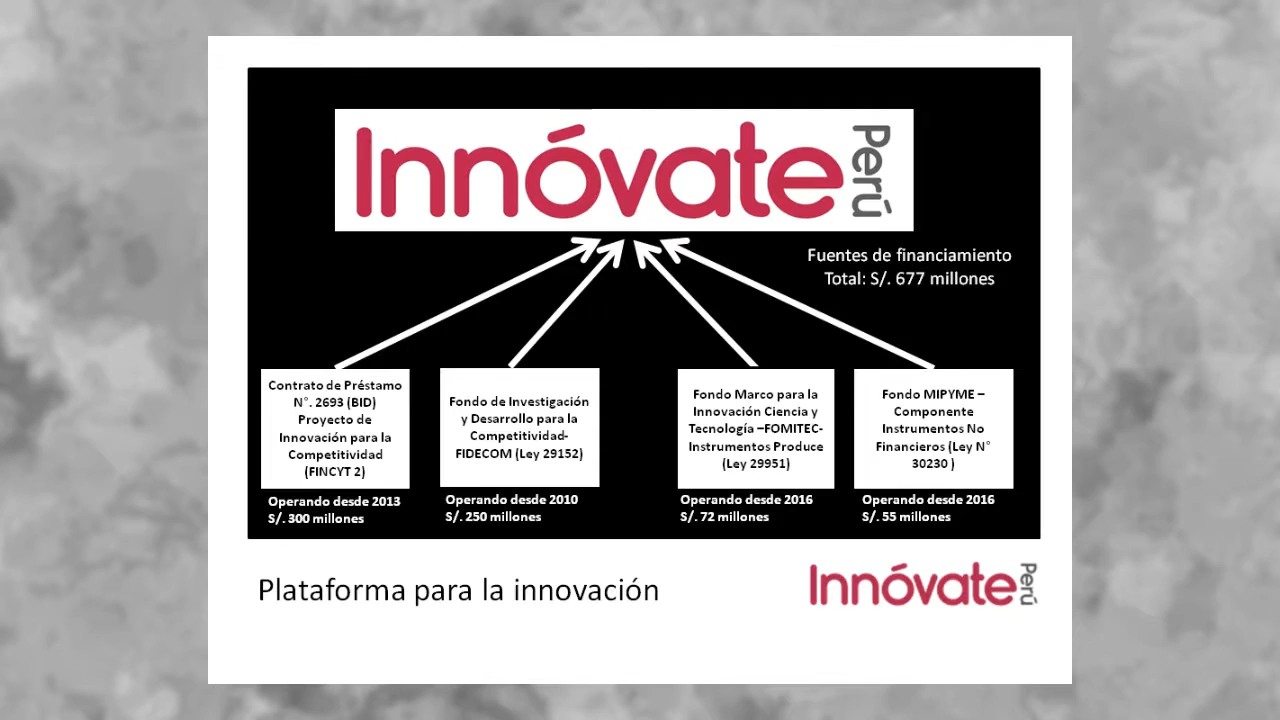 Innóvate Perú
Fuentes de financiamiento
Total: S/. 677 millones
Contrato de Préstamo
N°. 2693 (BID)
Proyecto de
Innovación para la
Competitividad
(FINCYT 2)
Operando desde 2013
S/. 300 millones
Fondo de Investigación
y Desarrollo para la
Competitividad-
FIDECOM (Ley 29152)
Operando desde 2010
S/. 250 millones
Fondo Marco para la
Innovación Ciencia y
Tecnología –FOMITEC-
Instrumentos Produce
(Ley 29951)
Operando desde 2016
S/. 72 millones
Fondo MIPYME –
Componente
Instrumentos No
Financieros (Ley N°
30230 )
Operando desde 2016
S/. 55 millones
Plataforma para la innovación
Innóvate Perú